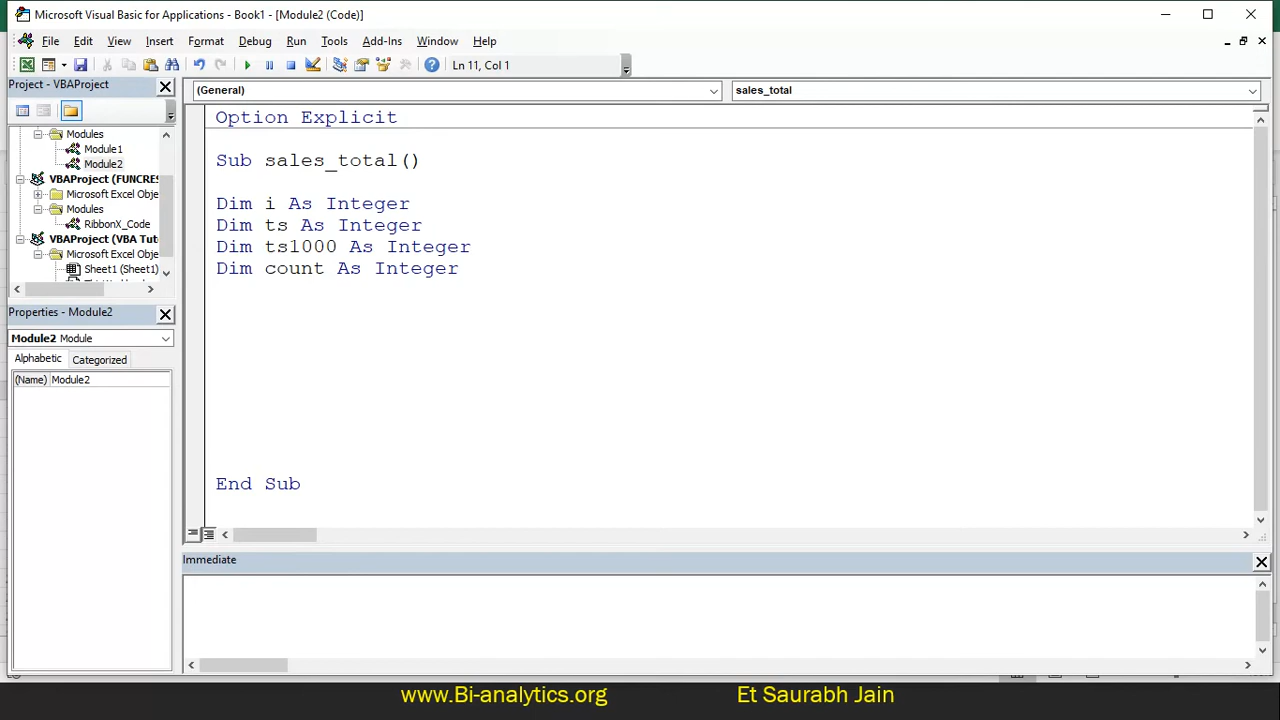 Microsoft Visual Basic for Applications - Book1 - [Module2 (Code)]
File Edit View Insert Format Debug Run Tools Add-Ins Window Help
Ln 11, Col 1
Project - VBAProject
Modules
Module1
Module2
VBAProject (FUNCRES
Microsoft Excel Obje
Modules
RibbonX_Code
VBAProject (VBA Tut
Microsoft Excel Obje
Sheet1 (Sheet1)
Properties - Module2
Module2 Module
Alphabetic Categorized
(Name) Module2
(General) sales_total
Option Explicit
Sub sales_total()
Dim i As Integer
Dim ts As Integer
Dim ts1000 As Integer
Dim count As Integer
End Sub
Immediate
www.Bi-analytics.org Et Saurabh Jain